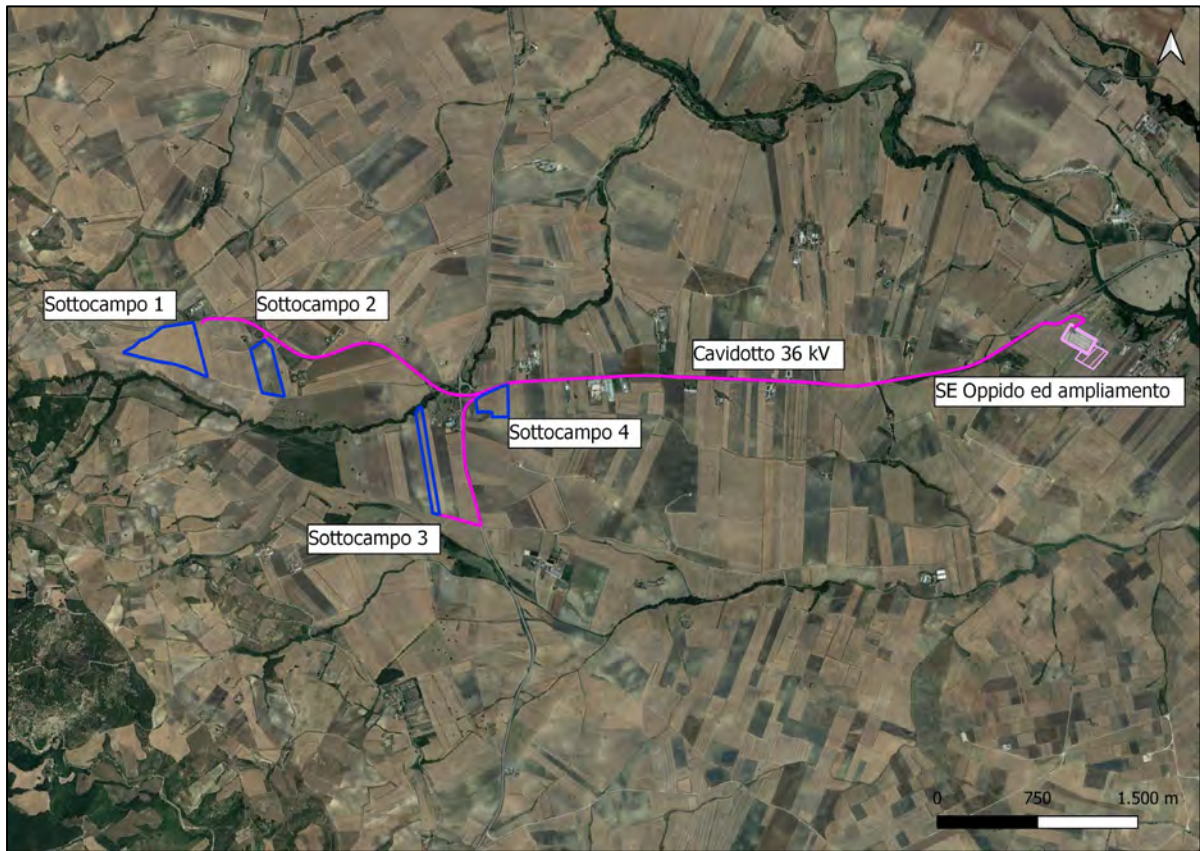 Sottocampo 1
Sottocampo 2
Cavidotto 36 kV
SE Oppido ed ampliamento
Sottocampo 4
Sottocampo 3
0 750 1.500 m